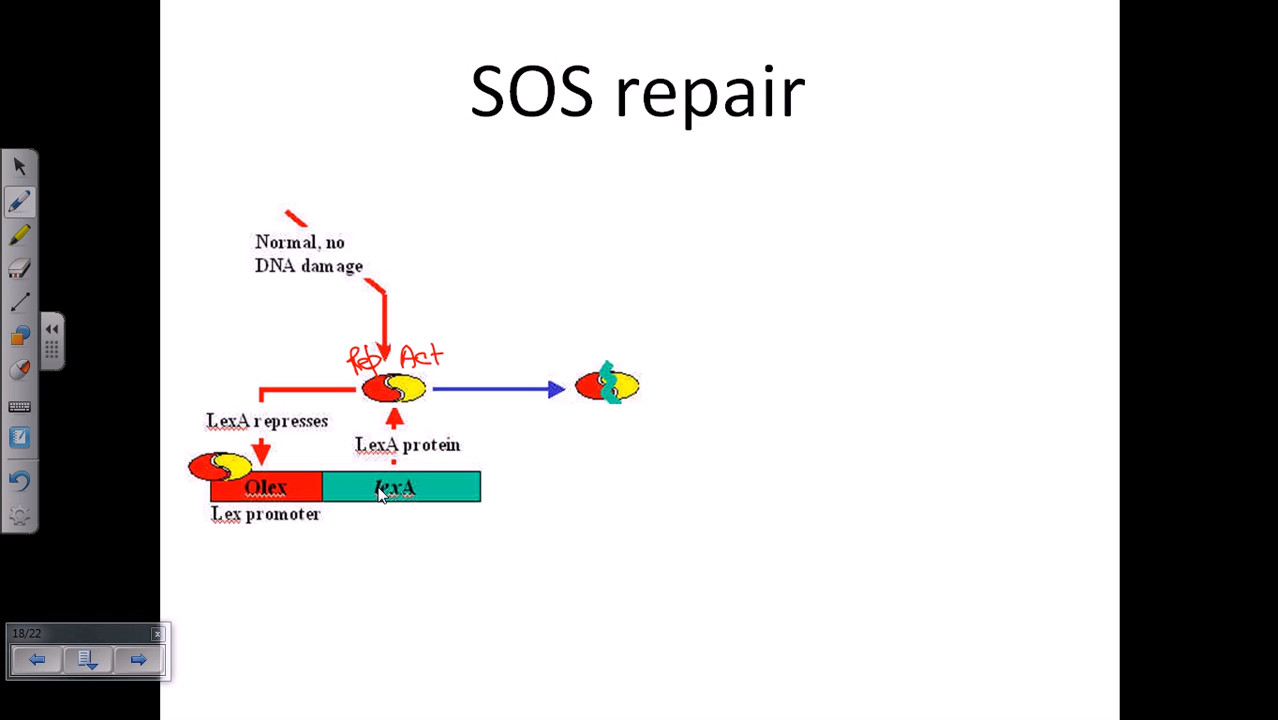 SOS repair
Normal, no
DNA damage
Rep Act
LexA represses
LexA protein
Olex
lexA
Lex promoter
18/22